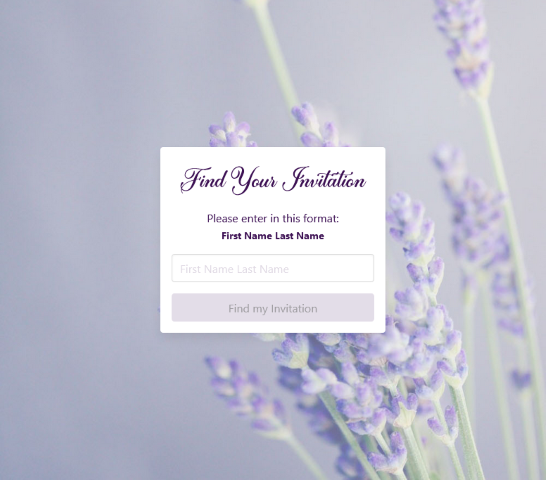 Find Your Invitation
Please enter in this format:
First Name Last Name
First Name Last Name
Find my Invitation